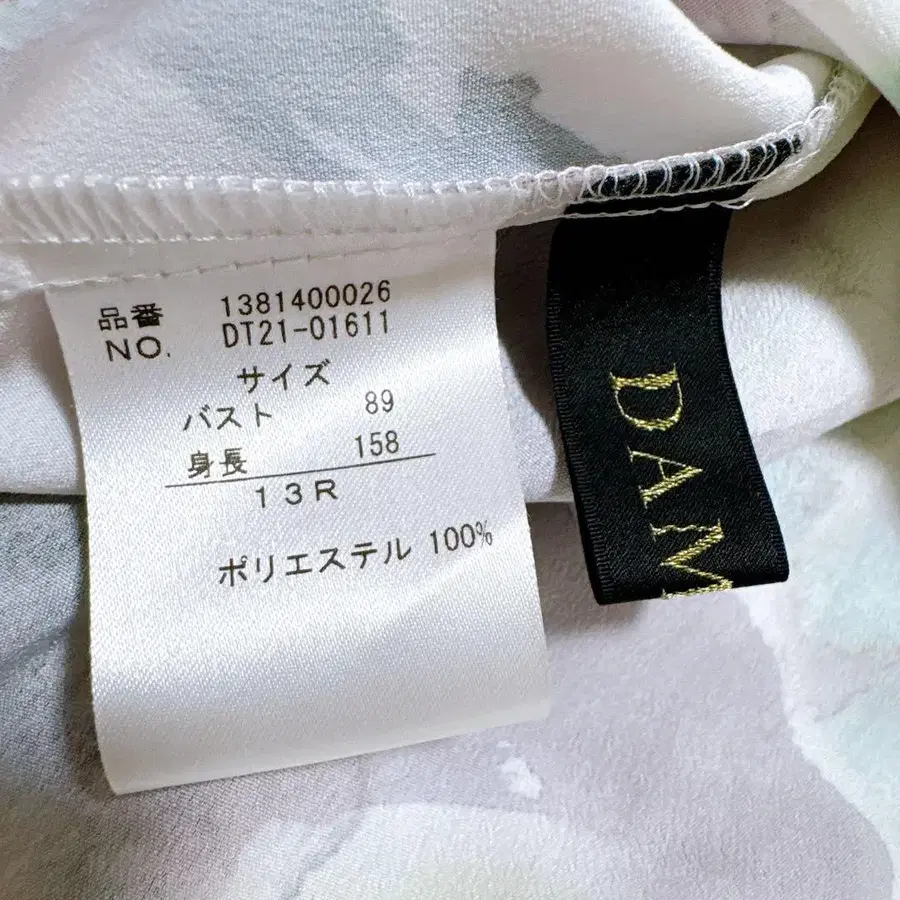 品番 1381400026
NO. DT21-01611
サイズ
バスト 89
身長 158
13R
ポリエステル 100%
DAM